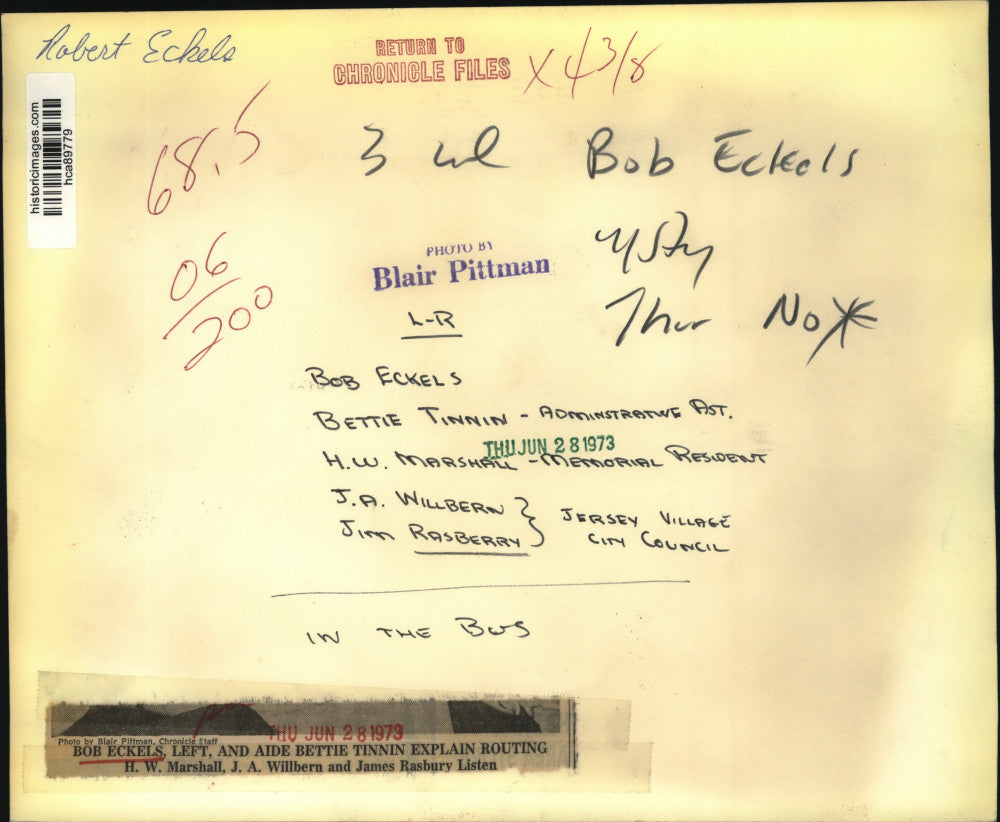 Robert Eckels
RETURN TO
CHRONICLE FILES
X 4 3/8
historicimages.com
hca89779
68.5
3 col Bob Eckels
06
200
PHOTO BY
Blair Pittman
Thur No
L-R
BOB ECKELS
BETTIE TINNIN - ADMINSTRATIVE AST.
THU JUN 28 1973
H.W. MARSHALL - MEMORIAL RESIDENT
J.A. WILLBERN } JERSEY VILLAGE
JIM RASBERRY } CITY COUNCIL
IN THE BUS
THU JUN 28 1973
Photo by Blair Pittman, Chronicle Staff
BOB ECKELS, LEFT, AND AIDE BETTIE TINNIN EXPLAIN ROUTING
H. W. Marshall, J. A. Willbern and James Rasbury Listen